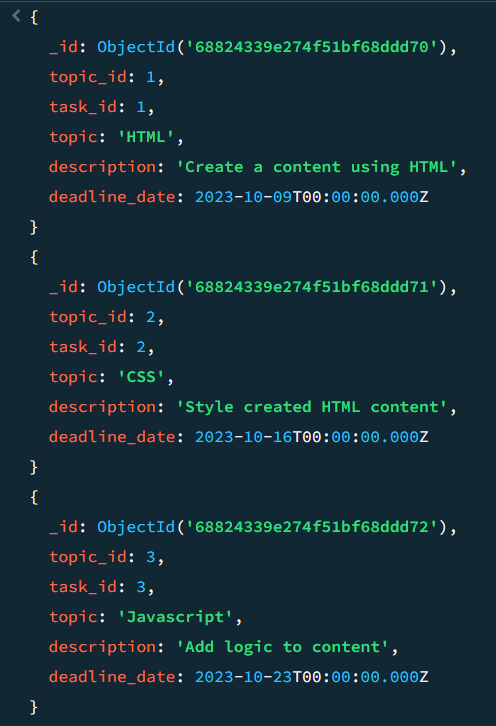 {
_id: ObjectId('68824339e274f51bf68ddd70'),
topic_id: 1,
task_id: 1,
topic: 'HTML',
description: 'Create a content using HTML',
deadline_date: 2023-10-09T00:00:00.000Z
}
{
_id: ObjectId('68824339e274f51bf68ddd71'),
topic_id: 2,
task_id: 2,
topic: 'CSS',
description: 'Style created HTML content',
deadline_date: 2023-10-16T00:00:00.000Z
}
{
_id: ObjectId('68824339e274f51bf68ddd72'),
topic_id: 3,
task_id: 3,
topic: 'Javascript',
description: 'Add logic to content',
deadline_date: 2023-10-23T00:00:00.000Z
}